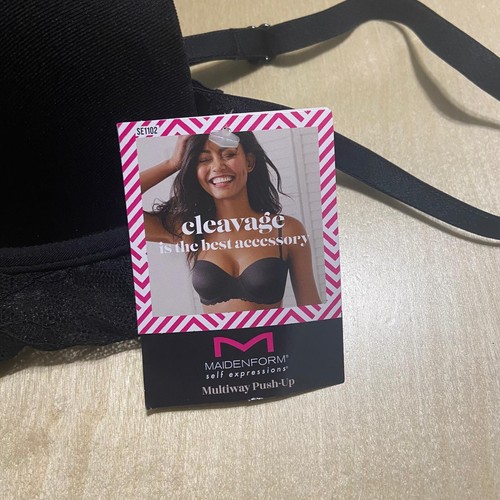 SE1102
cleavage
is the best accessory
MAIDENFORM®
self expressions®
Multiway Push-Up